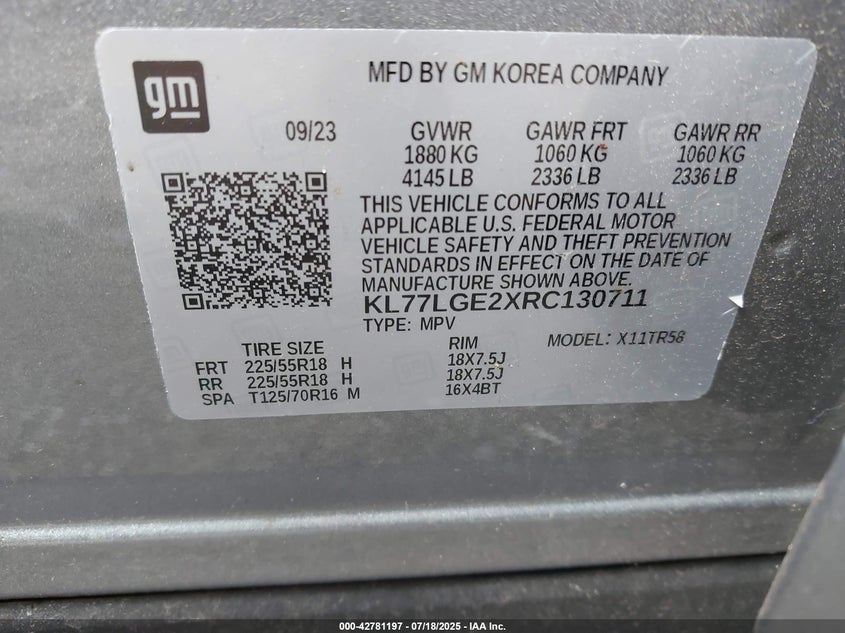 gm
MFD BY GM KOREA COMPANY
09/23 GVWR GAWR FRT GAWR RR
1880 KG 1060 KG 1060 KG
4145 LB 2336 LB 2336 LB
THIS VEHICLE CONFORMS TO ALL
APPLICABLE U.S. FEDERAL MOTOR
VEHICLE SAFETY AND THEFT PREVENTION
STANDARDS IN EFFECT ON THE DATE OF
MANUFACTURE SHOWN ABOVE.
KL77LGE2XRC130711
TYPE: MPV MODEL: X11TR58
TIRE SIZE RIM
FRT 225/55R18 H 18X7.5J
RR 225/55R18 H 18X7.5J
SPA T125/70R16 M 16X4BT
000-42781197 - 07/18/2025 - IAA Inc.